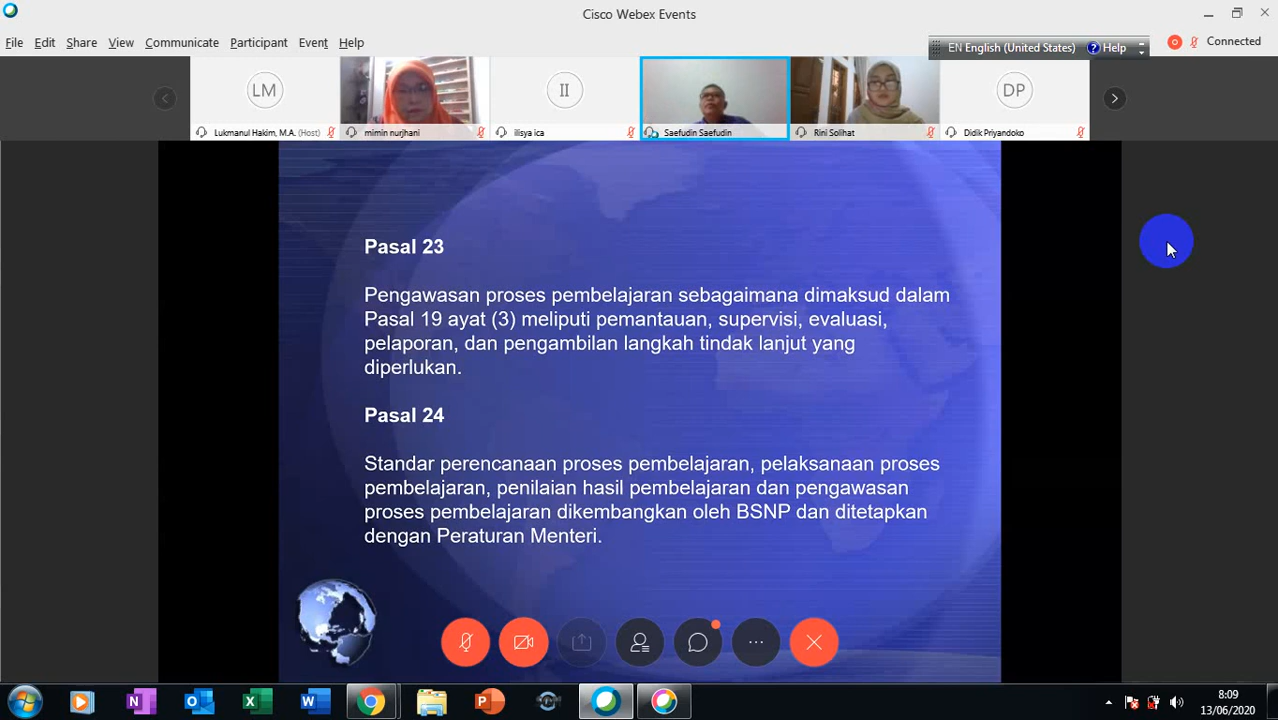 Cisco Webex Events
File Edit Share View Communicate Participant Event Help
EN English (United States) ? Help
Connected
LM
II
DP
Lukmanul Hakim, M.A. (Host)
mimin nurjhani
ilisya ica
Saefudin Saefudin
Rini Solihat
Didik Priyandoko
Pasal 23
Pengawasan proses pembelajaran sebagaimana dimaksud dalam
Pasal 19 ayat (3) meliputi pemantauan, supervisi, evaluasi,
pelaporan, dan pengambilan langkah tindak lanjut yang
diperlukan.
Pasal 24
Standar perencanaan proses pembelajaran, pelaksanaan proses
pembelajaran, penilaian hasil pembelajaran dan pengawasan
proses pembelajaran dikembangkan oleh BSNP dan ditetapkan
dengan Peraturan Menteri.
8:09
13/06/2020